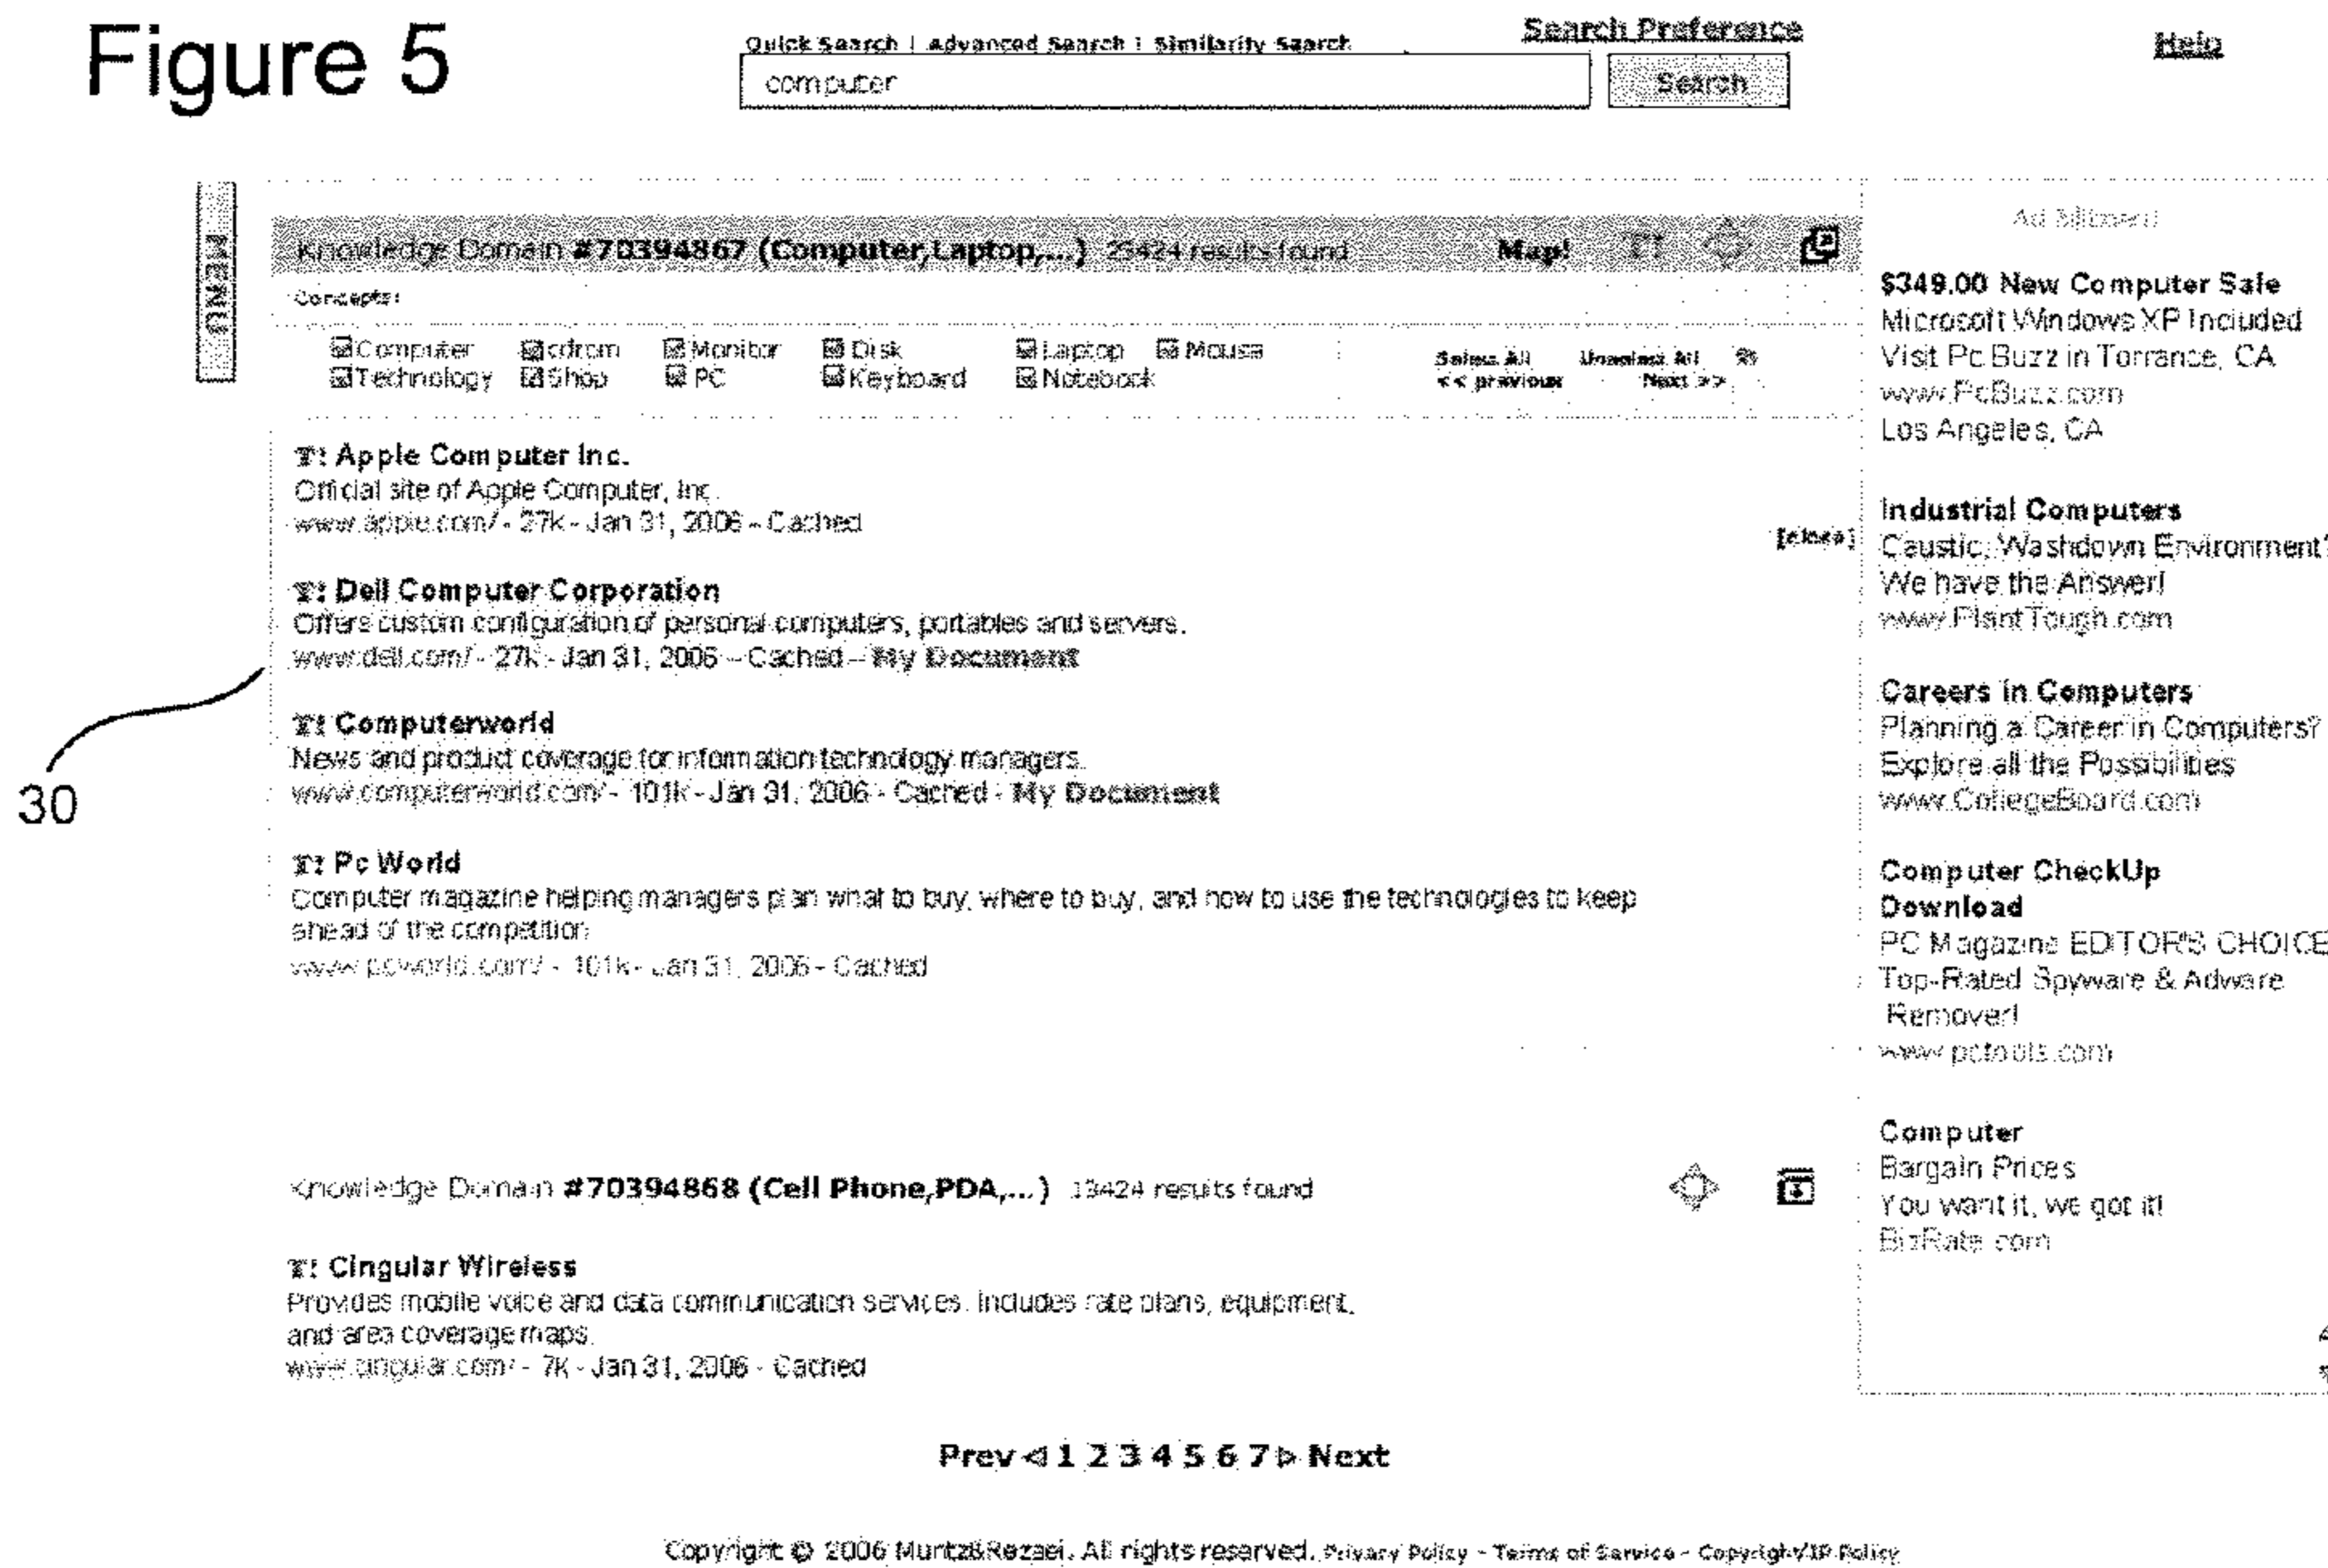 Figure 5
Quick Search | Advanced Search | Similarity Search
Search Preference
Help
computer
Search
MENU
Knowledge Domain #70394867 (Computer,Laptop,...) 25424 results found
Map! T!
Ad Billboard
Concepts:
Computer cdrom Monitor Disk Laptop Mouse
Technology Shop PC Keyboard Notebook
Select All Unselect All
<< previous Next >>
T! Apple Computer Inc.
Official site of Apple Computer, Inc.
www.apple.com/ - 27k - Jan 31, 2006 - Cached
[close]
T! Dell Computer Corporation
Offers custom configuration of personal computers, portables and servers.
www.dell.com/ - 27k - Jan 31, 2006 - Cached - My Document
T! Computerworld
News and product coverage for information technology managers.
www.computerworld.com/ - 101k - Jan 31, 2006 - Cached - My Document
30
T! Pc World
Computer magazine helping managers plan what to buy, where to buy, and how to use the technologies to keep
ahead of the competition
www.pcworld.com/ - 101k - Jan 31, 2006 - Cached
Knowledge Domain #70394868 (Cell Phone,PDA,...) 13424 results found
T! Cingular Wireless
Provides mobile voice and data communication services. Includes rate plans, equipment,
and area coverage maps.
www.cingular.com/ - 7k - Jan 31, 2006 - Cached
$349.00 New Computer Sale
Microsoft Windows XP Included
Visit Pc Buzz in Torrance, CA
www.PcBuzz.com
Los Angeles, CA
Industrial Computers
Caustic, Washdown Environment?
We have the Answer!
www.PlantTough.com
Careers in Computers
Planning a Career in Computers?
Explore all the Possibilities
www.CollegeBoard.com
Computer CheckUp
Download
PC Magazine EDITOR'S CHOICE
Top-Rated Spyware & Adware
Remover!
www.pctools.com
Computer
Bargain Prices
You want it, we got it!
BizRate.com
Prev 1 2 3 4 5 6 7 Next
Copyright © 2006 Muntz&Rezaei. All rights reserved. Privacy Policy - Terms of Service - Copyright/IP Policy